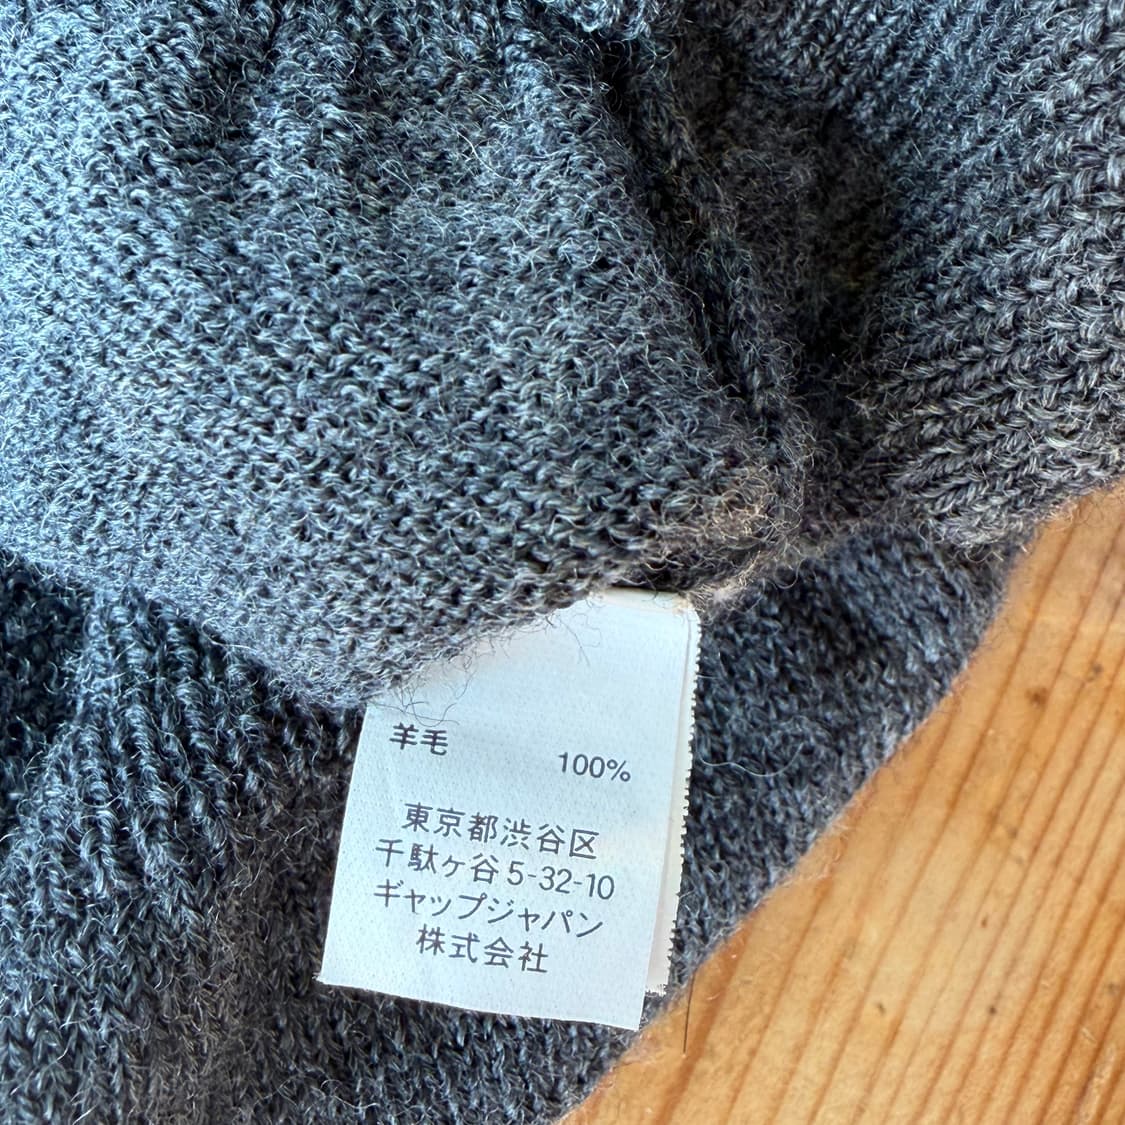 羊毛 100%
東京都渋谷区
千駄ヶ谷5-32-10
ギャップジャパン
株式会社